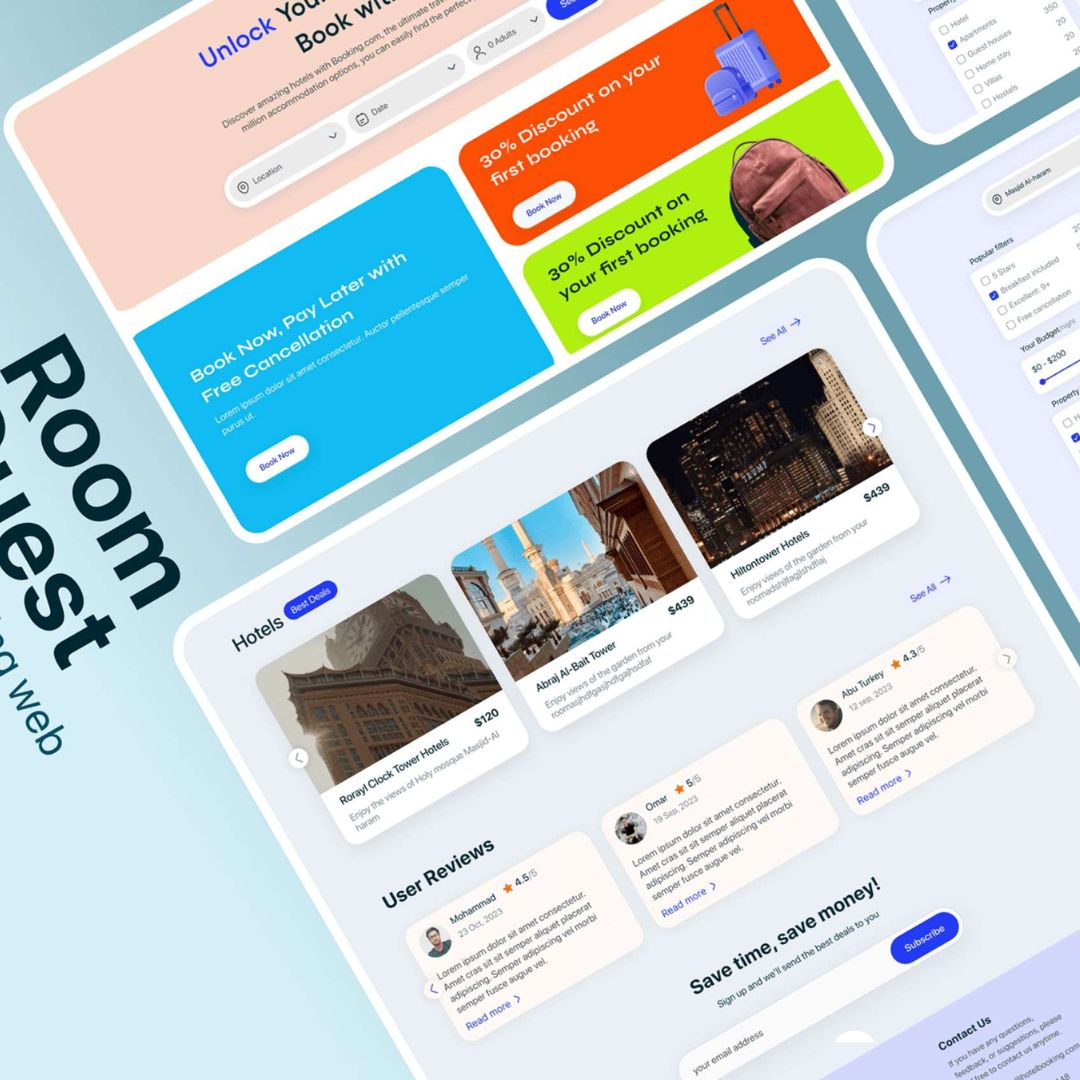 Room
uest
ng web
Unlock You
Book wit
Discover amazing hotels with Booking.com, the ultimate
million accommodation options, you can easily find the perfec
Location
Date
0 Adults
Book Now, Pay Later with
Free Cancellation
Lorem ipsum dolor sit amet consectetur. Auctor pellentesque semper
purus ut.
Book Now
30% Discount on your
first booking
Book Now
30% Discount on
your first booking
Book Now
Property
Hotel
Apartments
350
Guest houses
20
Home stay
20
Villas
Hostels
Masjid Al-haram
Popular filters
5 Stars
Breakfast included
Excellent: 9+
Free cancellation
Your Budget/night
$0 - $200
Property
Hotels
Best Deals
See All
Rorayl Clock Tower Hotels
$120
Enjoy the views of Holy mosque Masjid-Al
haram
Abraj Al-Bait Tower
$439
Enjoy views of the garden from your
roomasjhdfgasjhdfgajhsdfaf
TRUMP
Hiltontower Hotels
$439
Enjoy views of the garden from your
roomadshjlfagjlshdflaj
User Reviews
See All
Mohammad
4.5/5
23 Oct, 2023
Lorem ipsum dolor sit amet consectetur.
Amet cras sit sit semper aliquet placerat
adipiscing. Semper adipiscing vel morbi
semper fusce augue vel.
Read more
Omar
5/5
19 Sep, 2023
Lorem ipsum dolor sit amet consectetur.
Amet cras sit sit semper aliquet placerat
adipiscing. Semper adipiscing vel morbi
semper fusce augue vel.
Read more
Abu Turkey
4.3/5
12 sep, 2023
Lorem ipsum dolor sit amet consectetur.
Amet cras sit sit semper aliquet placerat
adipiscing. Semper adipiscing vel morbi
semper fusce augue vel.
Read more
Save time, save money!
Sign up and we'll send the best deals to you
your email address
Subscribe
Contact Us
If you have any questions,
feedback, or suggestions, please
free to contact us anytime.
@hotelbooking.com